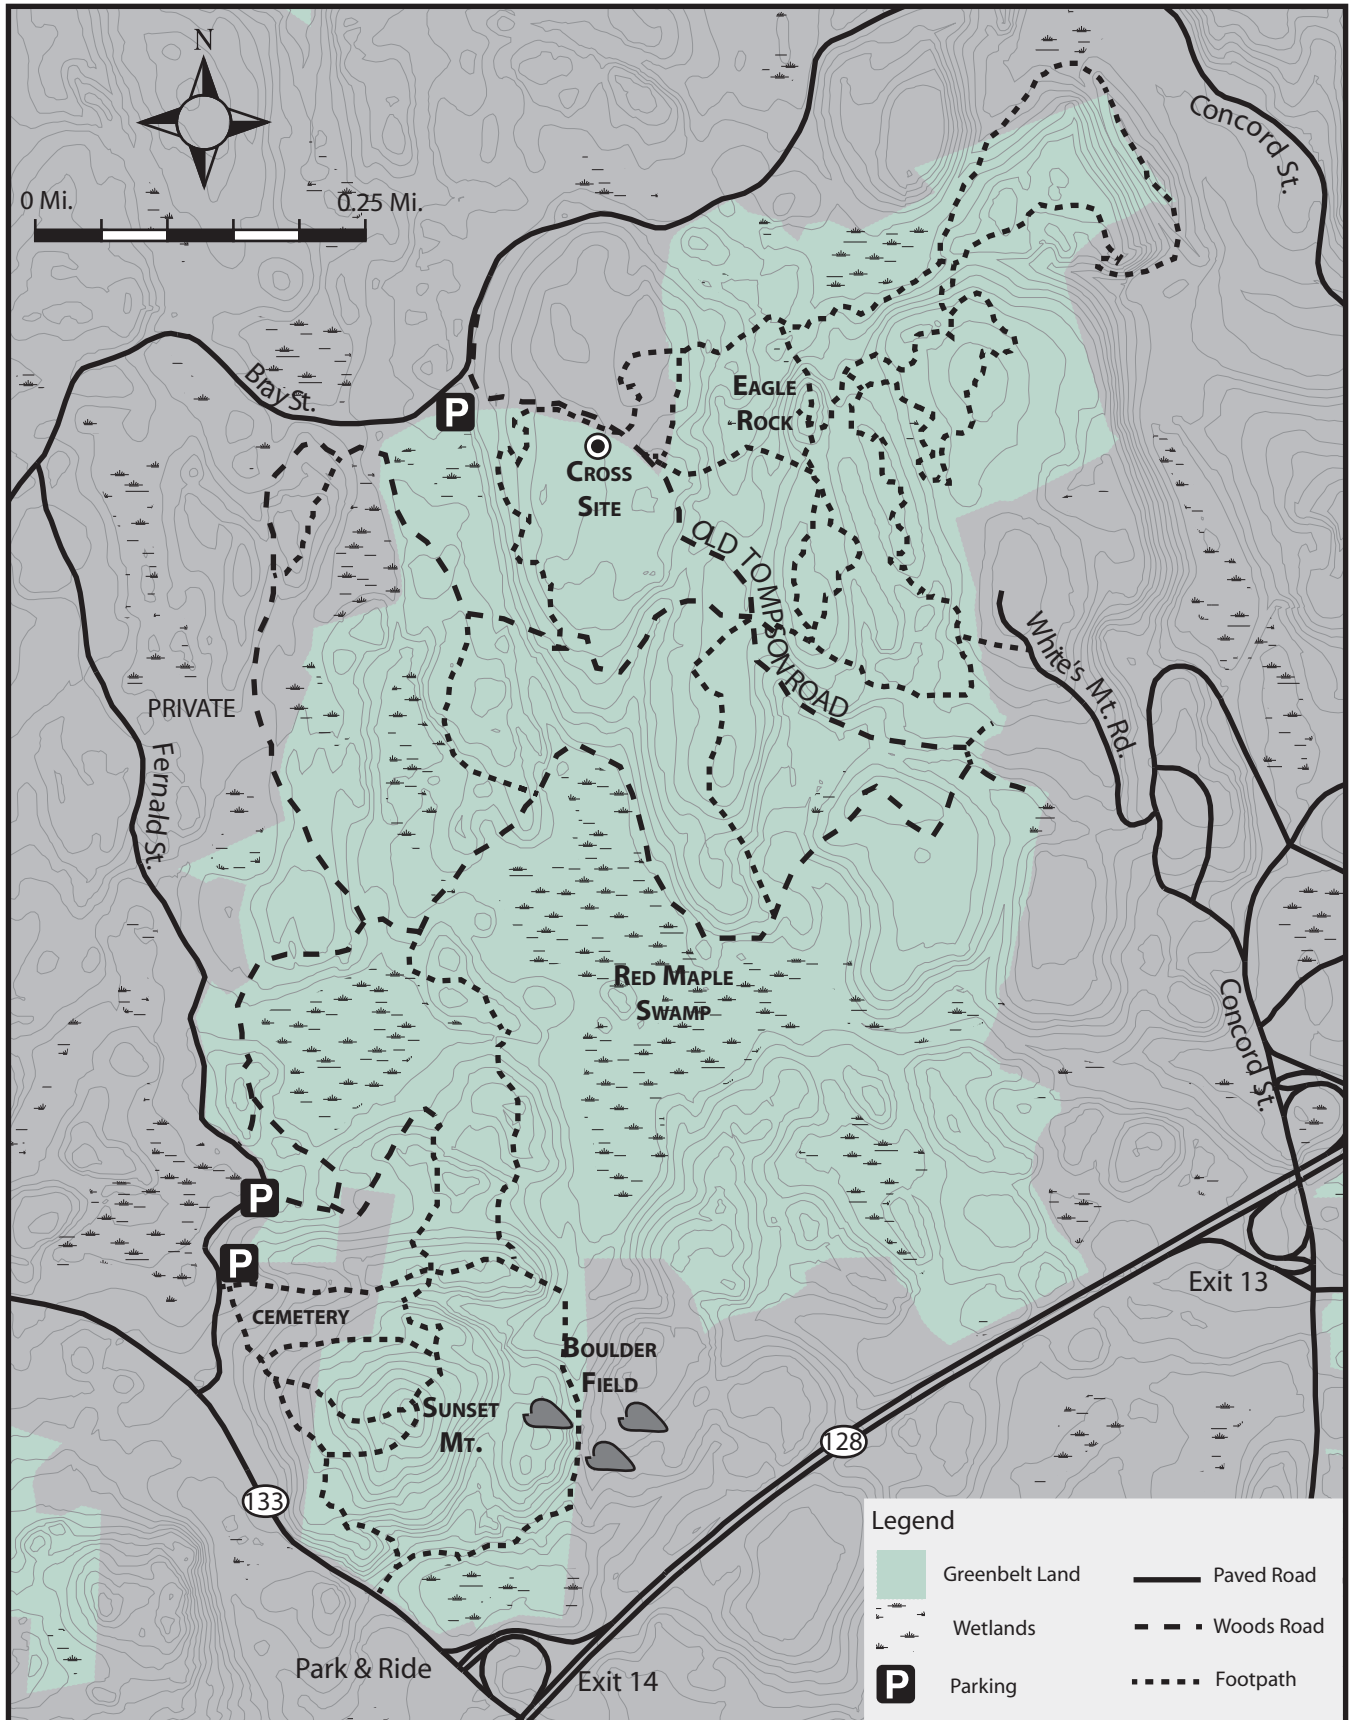 N
0 Mi.
0.25 Mi.
Concord St.
Bray St.
P
EAGLE
ROCK
CROSS
SITE
OLD TOMPSON ROAD
White's Mt. Rd.
PRIVATE
Fernald St.
RED MAPLE
SWAMP
Concord St.
P
P
CEMETERY
Exit 13
BOULDER
FIELD
SUNSET
MT.
128
133
Park & Ride
Exit 14
Legend
Greenbelt Land
Paved Road
Wetlands
Woods Road
P
Parking
Footpath